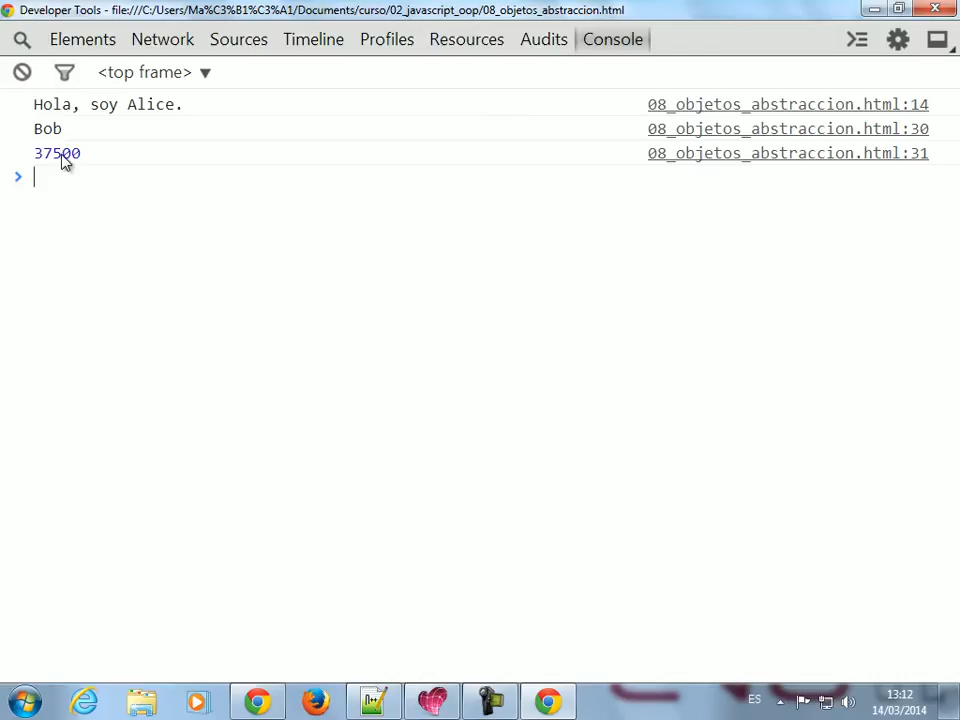 Developer Tools - file:///C:/Users/Ma%C3%B1%C3%A1/Documents/curso/02_javascript_oop/08_objetos_abstraccion.html
Elements Network Sources Timeline Profiles Resources Audits Console
<top frame> ▼
Hola, soy Alice. 08_objetos_abstraccion.html:14
Bob 08_objetos_abstraccion.html:30
37500 08_objetos_abstraccion.html:31
>
ES 13:12
14/03/2014